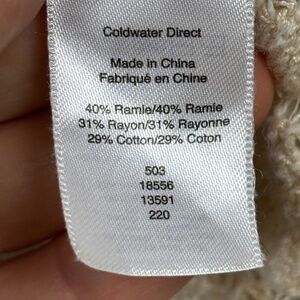 Coldwater Direct
Made in China
Fabriqué en Chine
40% Ramie/40% Ramie
31% Rayon/31% Rayonne
29% Cotton/29% Coton
503
18556
13591
220